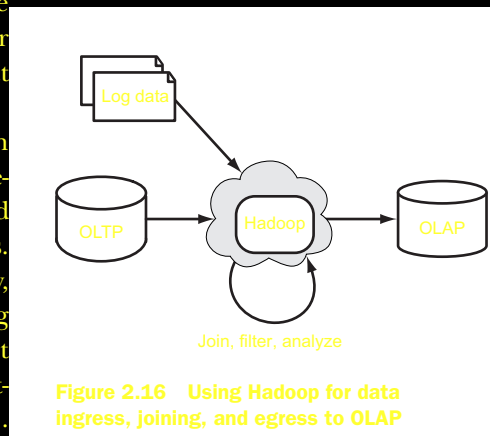 Log data
OLTP
Hadoop
OLAP
Join, filter, analyze
Figure 2.16 Using Hadoop for data
ingress, joining, and egress to OLAP